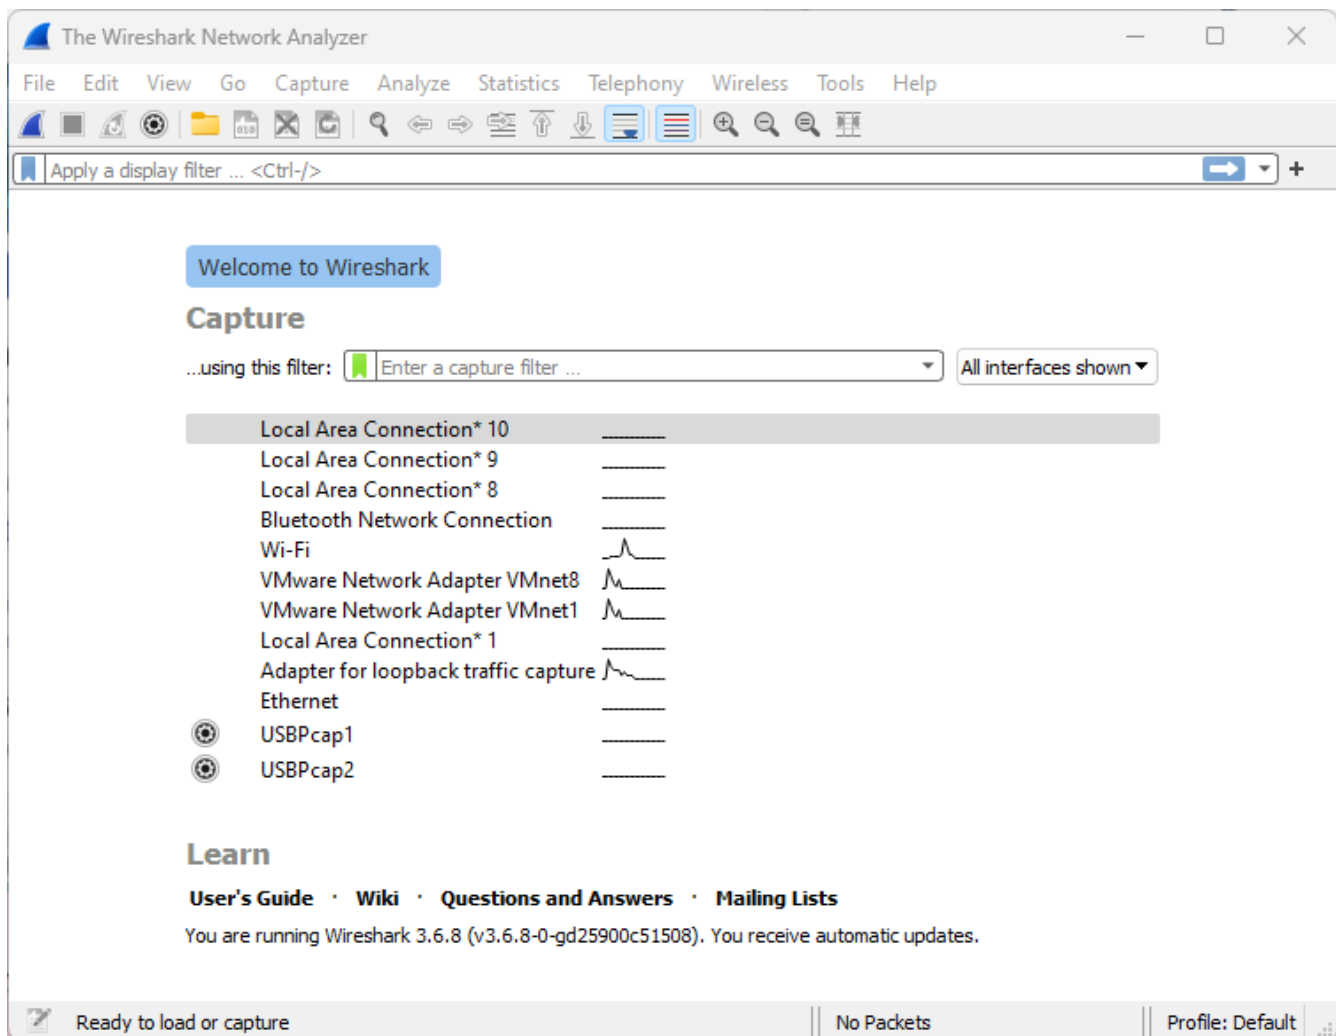 The Wireshark Network Analyzer
File Edit View Go Capture Analyze Statistics Telephony Wireless Tools Help
Apply a display filter ... <Ctrl-/>
Welcome to Wireshark
Capture
...using this filter: Enter a capture filter ... All interfaces shown
Local Area Connection* 10
Local Area Connection* 9
Local Area Connection* 8
Bluetooth Network Connection
Wi-Fi
VMware Network Adapter VMnet8
VMware Network Adapter VMnet1
Local Area Connection* 1
Adapter for loopback traffic capture
Ethernet
USBPcap1
USBPcap2
Learn
User's Guide · Wiki · Questions and Answers · Mailing Lists
You are running Wireshark 3.6.8 (v3.6.8-0-gd25900c51508). You receive automatic updates.
Ready to load or capture No Packets Profile: Default